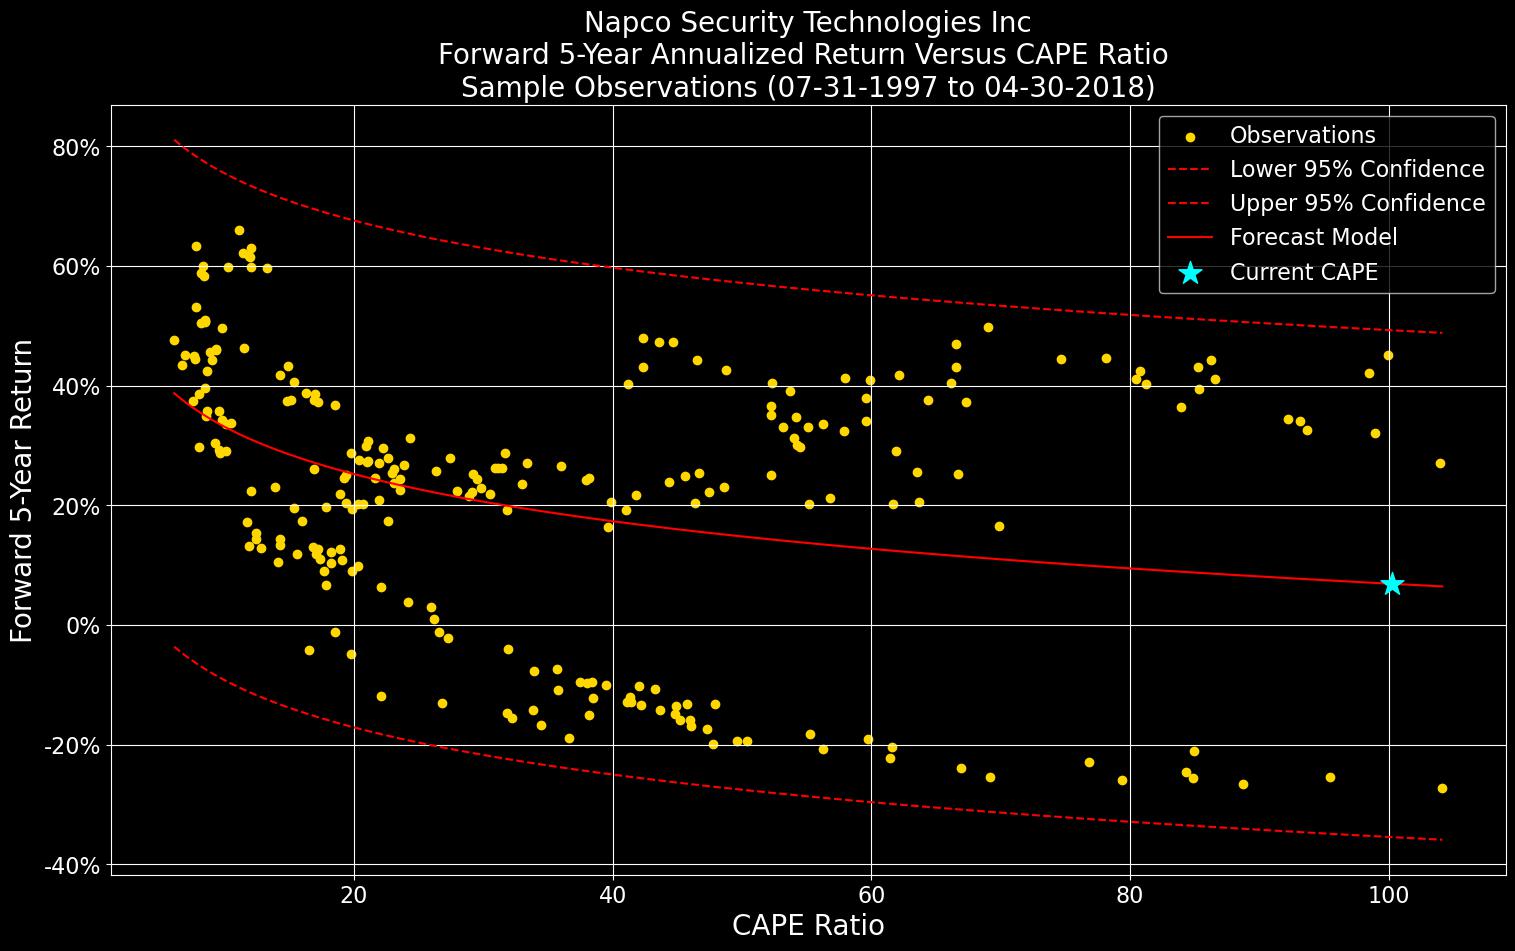 Napco Security Technologies Inc
Forward 5-Year Annualized Return Versus CAPE Ratio
Sample Observations (07-31-1997 to 04-30-2018)
Observations
Lower 95% Confidence
Upper 95% Confidence
Forecast Model
Current CAPE
Forward 5-Year Return
80%
60%
40%
20%
0%
-20%
-40%
20
40
60
80
100
CAPE Ratio